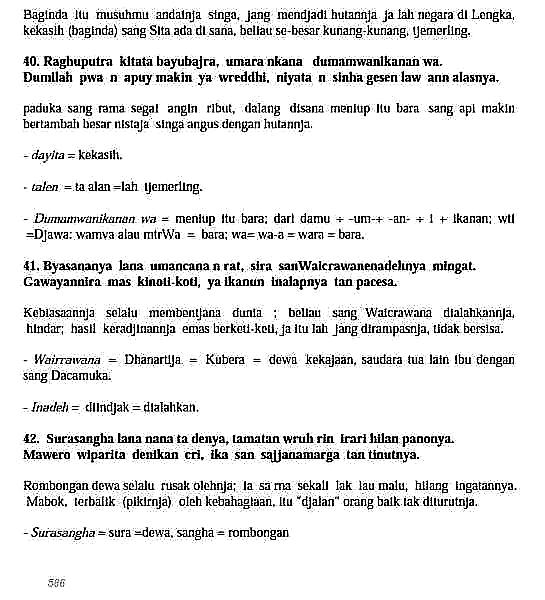 Baginda itu musuhmu andainja singa, jang mendjadi hutannja ja lah negara di Lengka,
kekasih (baginda) sang Sita ada di sana, beliau se-besar kunang-kunang, tjemerling.
40. Raghuputra kitata bayubajra, umara nkana dumamwanikanan wa.
Dumilah pwa n apuy makin ya wreddhi, niyata n sinha gesen law ann alasnya.
paduka sang rama segai angin ribut, dalang disana meniup itu bara sang api makin
bertambah besar nistaja singa angus dengan hutannja.
- dayita = kekasih.
- talen = ta alan =lah tjemerling.
- Dumamwanikanan wa = meniup itu bara; dari damu + -um-+ -an- + i + ikanan; wti
=Djawa: wamva alau mirWa = bara; wa= wa-a = wara = bara.
41. Byasananya lana umancana n rat, sira sanWaicrawanenadehnya mingat.
Gawayannira mas kinoti-koti, ya ikanun inalapnya tan pacesa.
Kebiasaannja selalu membentjana dunia ; beliau sang Waicrawana dialahkannja,
hindar; hasil keradjinannja emas berketi-keti, ja itu lah jang dirampasnja, tidak bersisa.
- Wairrawana = Dhanartija = Kubera = dewa kekajaan, saudara tua lain ibu dengan
sang Dacamuka.
- Inadeh = diindjak = dialahkan.
42. Surasangha lana nana ta denya, tamatan wruh rin irari hilan panonya.
Mawero wiparita denikan cri, ika san sajjanamarga tan tinutnya.
Rombongan dewa selalu rusak olehnja; ia sa ma sekali lak lau malu, hilang ingatannya.
Mabok, terbalik (pikirnja) oleh kebahagiaan, itu "djalan" orang baik tak diturutnja.
- Surasangha = sura =dewa, sangha = rombongan
586